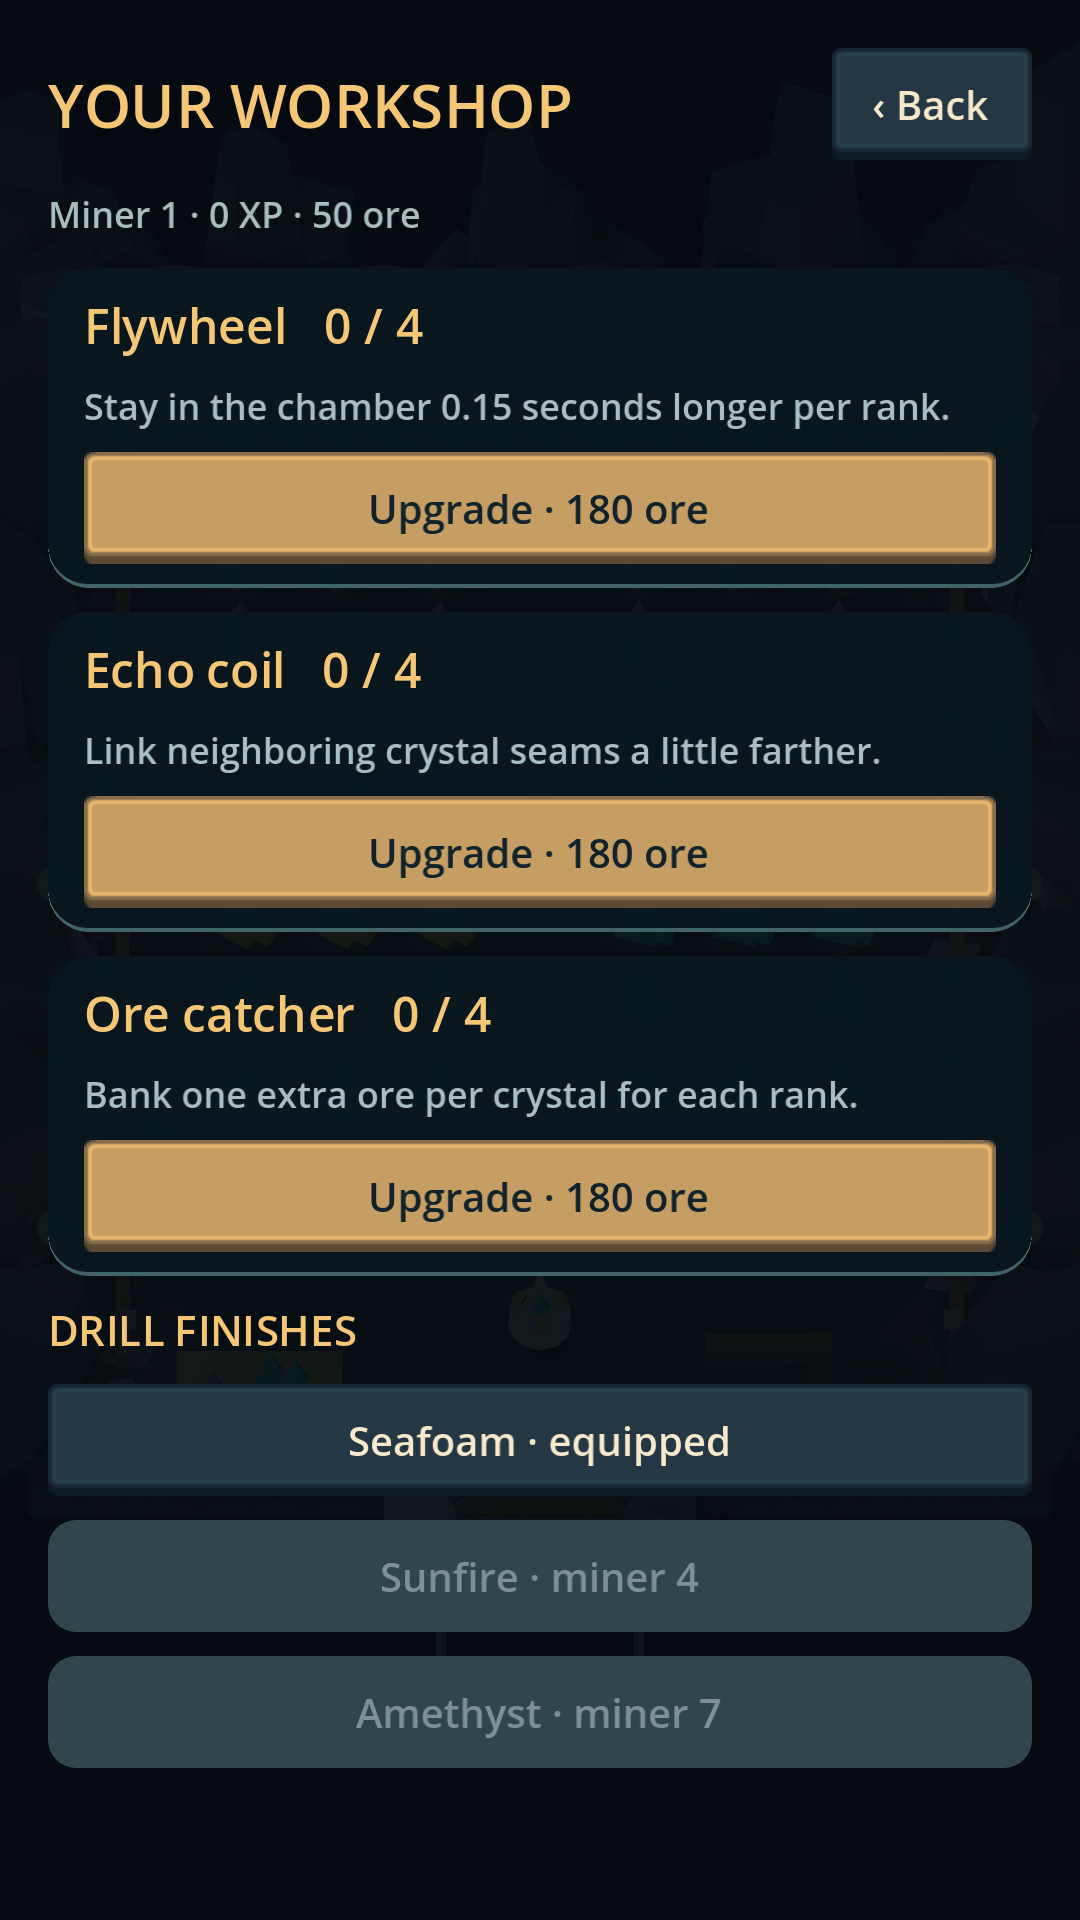 YOUR WORKSHOP
‹ Back
Miner 1 · 0 XP · 50 ore
Flywheel 0 / 4
Stay in the chamber 0.15 seconds longer per rank.
Upgrade · 180 ore
Echo coil 0 / 4
Link neighboring crystal seams a little farther.
Upgrade · 180 ore
Ore catcher 0 / 4
Bank one extra ore per crystal for each rank.
Upgrade · 180 ore
DRILL FINISHES
Seafoam · equipped
Sunfire · miner 4
Amethyst · miner 7